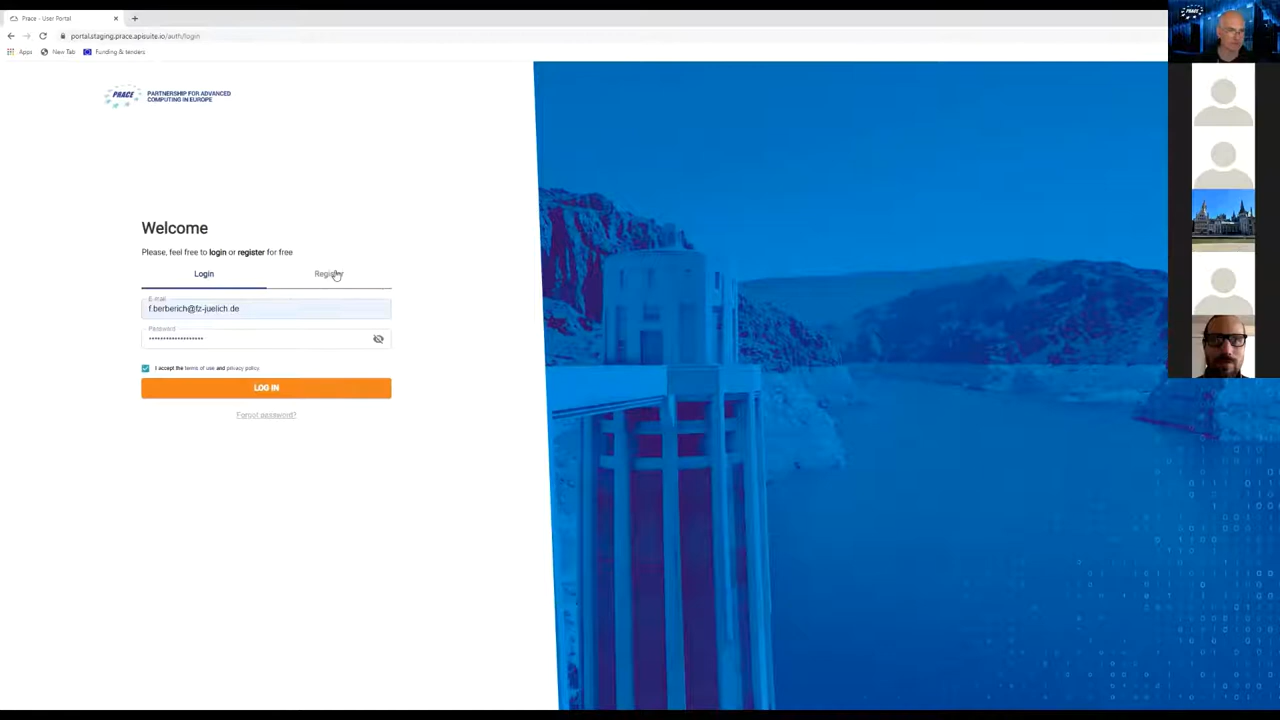 Prace - User Portal
portal.staging.prace.apisuite.io/auth/login
Apps New Tab Funding & tenders
PRACE
PARTNERSHIP FOR ADVANCED
COMPUTING IN EUROPE
PRACE
Welcome
Please, feel free to login or register for free
Login Register
E-mail
f.berberich@fz-juelich.de
Password
I accept the terms of use and privacy policy.
LOG IN
Forgot password?